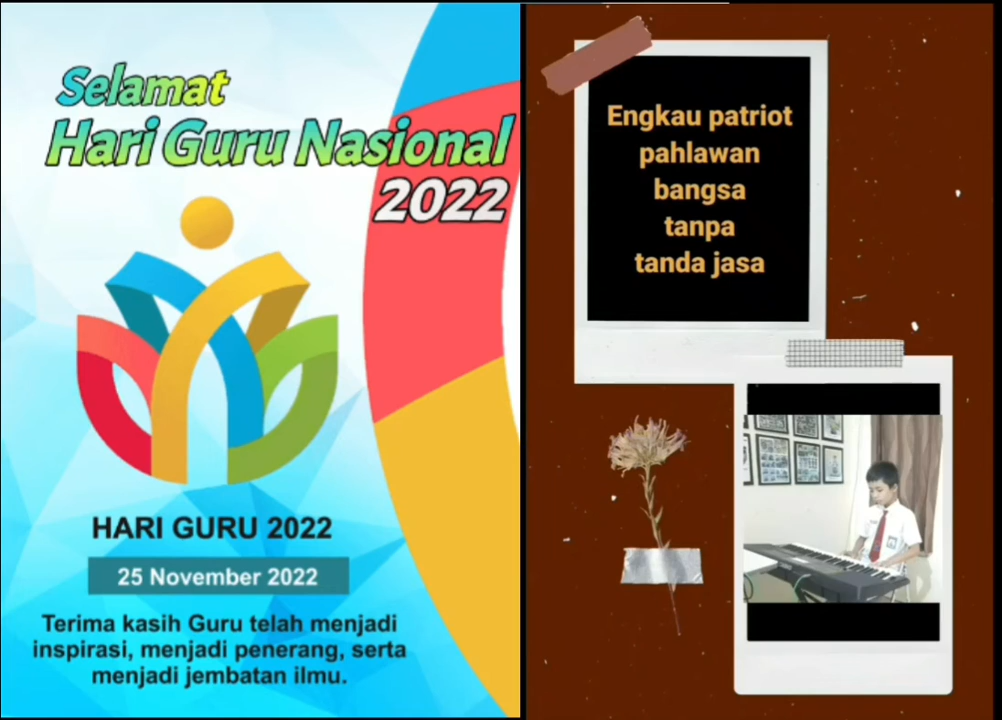 Selamat
Hari Guru Nasional
2022
HARI GURU 2022
25 November 2022
Terima kasih Guru telah menjadi
inspirasi, menjadi penerang, serta
menjadi jembatan ilmu.
Engkau patriot
pahlawan
bangsa
tanpa
tanda jasa